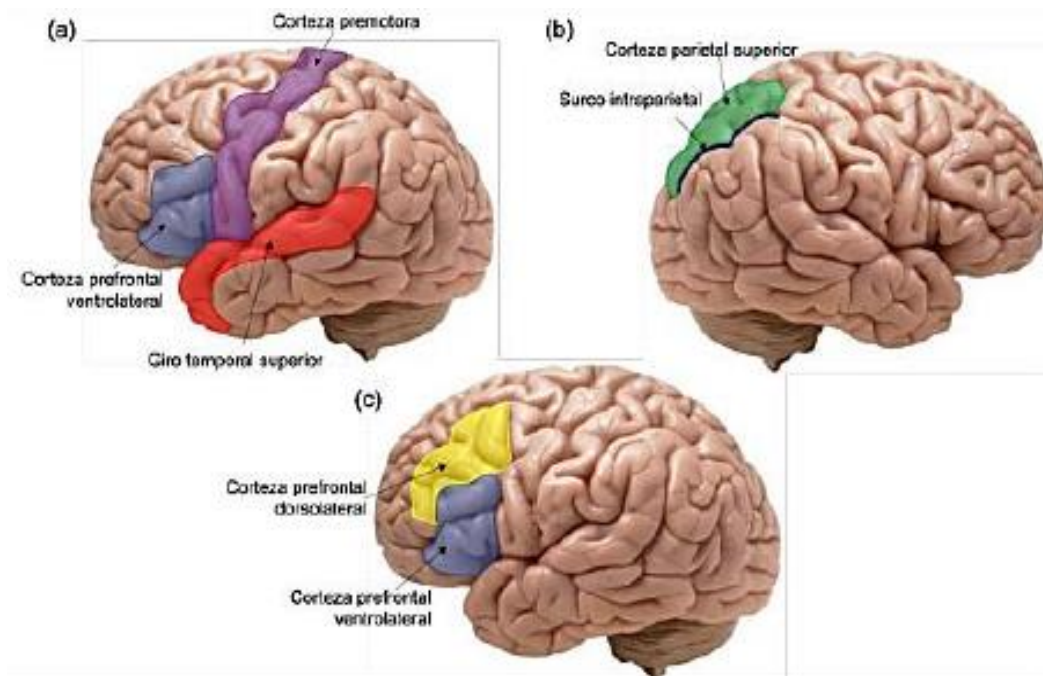 (a)
Corteza premotora
Corteza prefrontal
ventrolateral
Giro temporal superior
(b)
Corteza parietal superior
Surco intraparietal
(c)
Corteza prefrontal
dorsolateral
Corteza prefrontal
ventrolateral